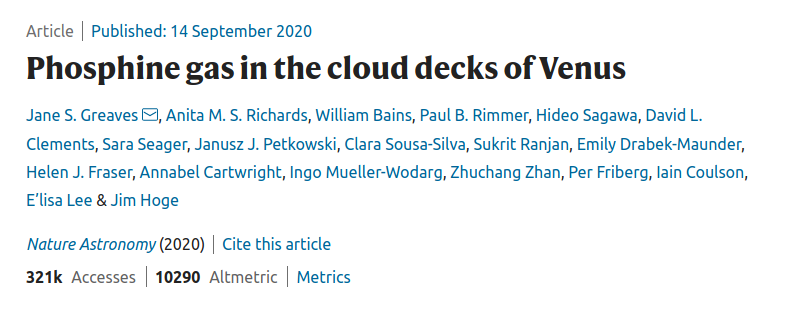 Article | Published: 14 September 2020
Phosphine gas in the cloud decks of Venus
Jane S. Greaves, Anita M. S. Richards, William Bains, Paul B. Rimmer, Hideo Sagawa, David L.
Clements, Sara Seager, Janusz J. Petkowski, Clara Sousa-Silva, Sukrit Ranjan, Emily Drabek-Maunder,
Helen J. Fraser, Annabel Cartwright, Ingo Mueller-Wodarg, Zhuchang Zhan, Per Friberg, Iain Coulson,
E’lisa Lee & Jim Hoge
Nature Astronomy (2020) | Cite this article
321k Accesses | 10290 Altmetric | Metrics